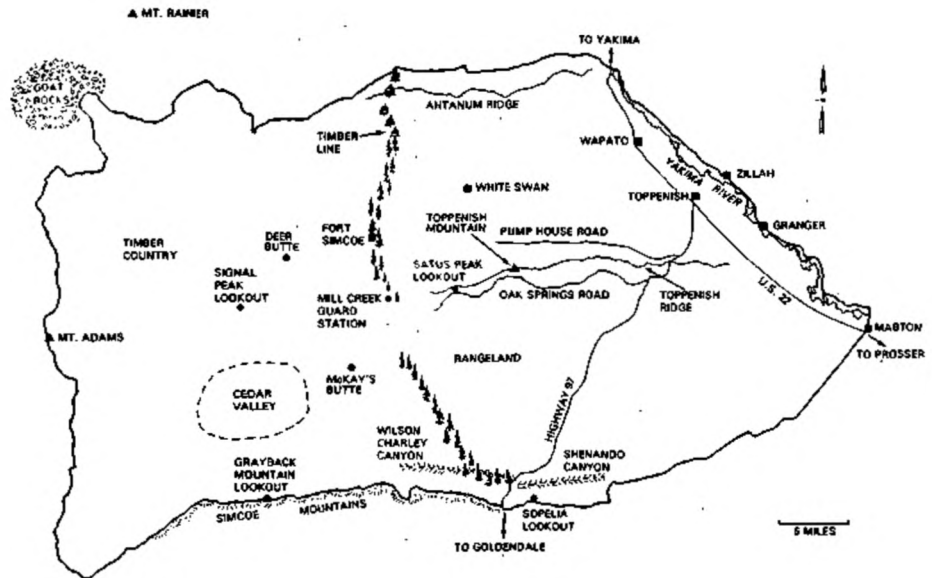 MT. RAINIER
TO YAKIMA
GOAT
ROCKS
ANTANUM RIDGE
TIMBER
LINE
WAPATO
YAKIMA RIVER
ZILLAH
WHITE SWAN
TOPPENISH
FORT
SIMCOE
TOPPENISH
MOUNTAIN
GRANGER
DEER
BUTTE
PUMP HOUSE ROAD
TIMBER
COUNTRY
SATUS PEAK
LOOKOUT
SIGNAL
PEAK
LOOKOUT
MILL CREEK
GUARD
STATION
OAK SPRINGS ROAD
TOPPENISH
RIDGE
U.S. 22
MABTON
MT. ADAMS
TO PROSSER
RANGELAND
McKAY'S
BUTTE
CEDAR
VALLEY
HIGHWAY 97
WILSON
CHARLEY
CANYON
SHENANDO
CANYON
GRAYBACK
MOUNTAIN
LOOKOUT
SIMCOE MOUNTAINS
SOPELIA
LOOKOUT
5 MILES
TO GOLDENDALE